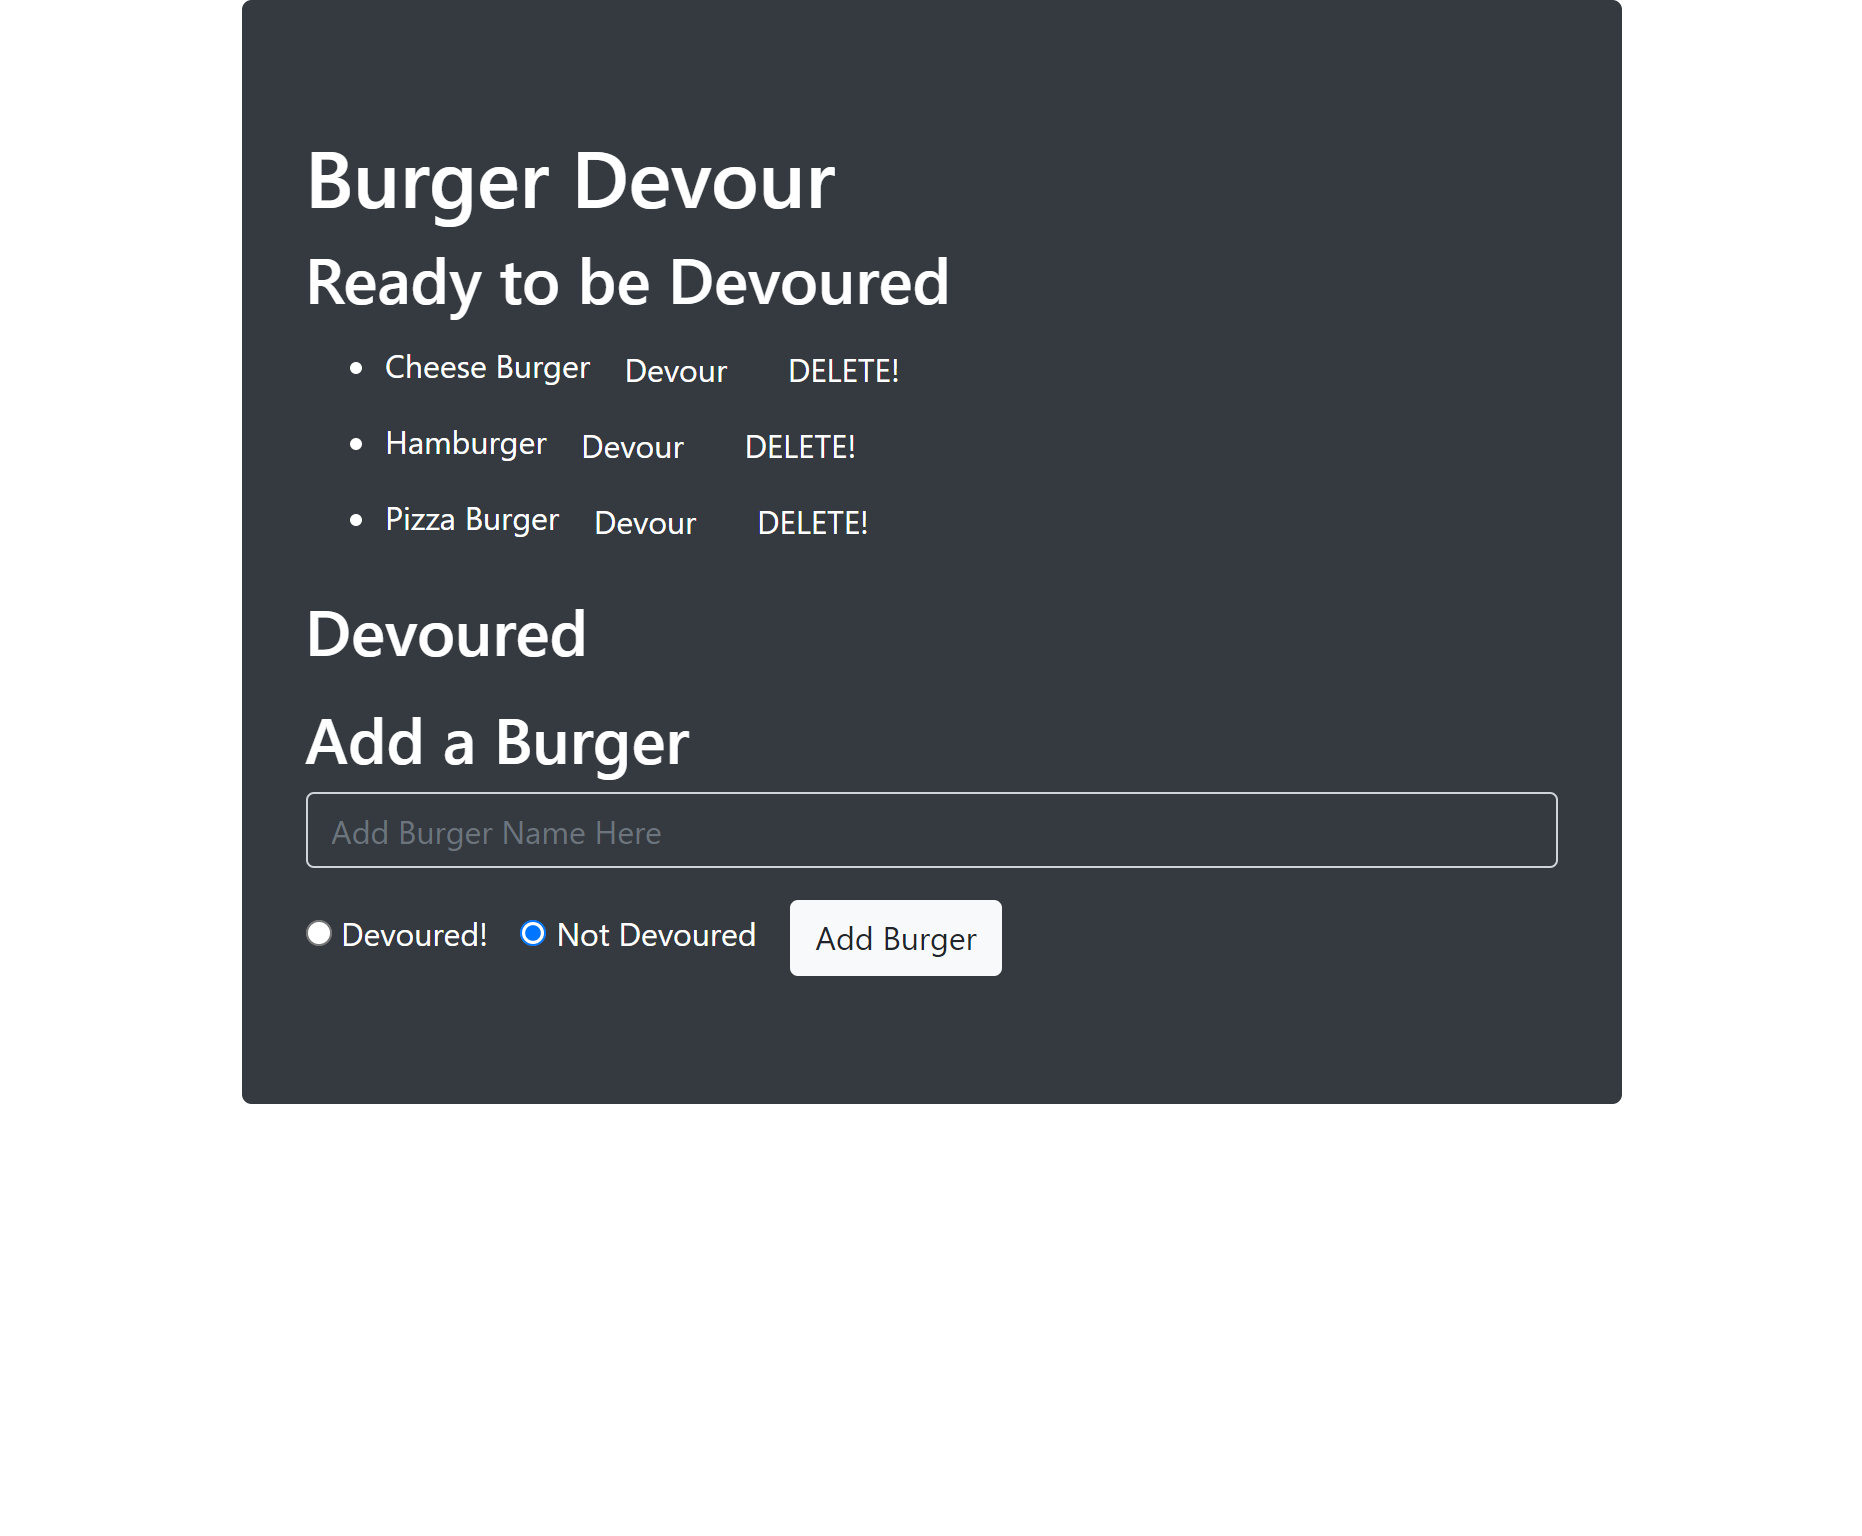 Burger Devour
Ready to be Devoured
Cheese Burger Devour DELETE!
Hamburger Devour DELETE!
Pizza Burger Devour DELETE!
Devoured
Add a Burger
Add Burger Name Here
Devoured! Not Devoured Add Burger